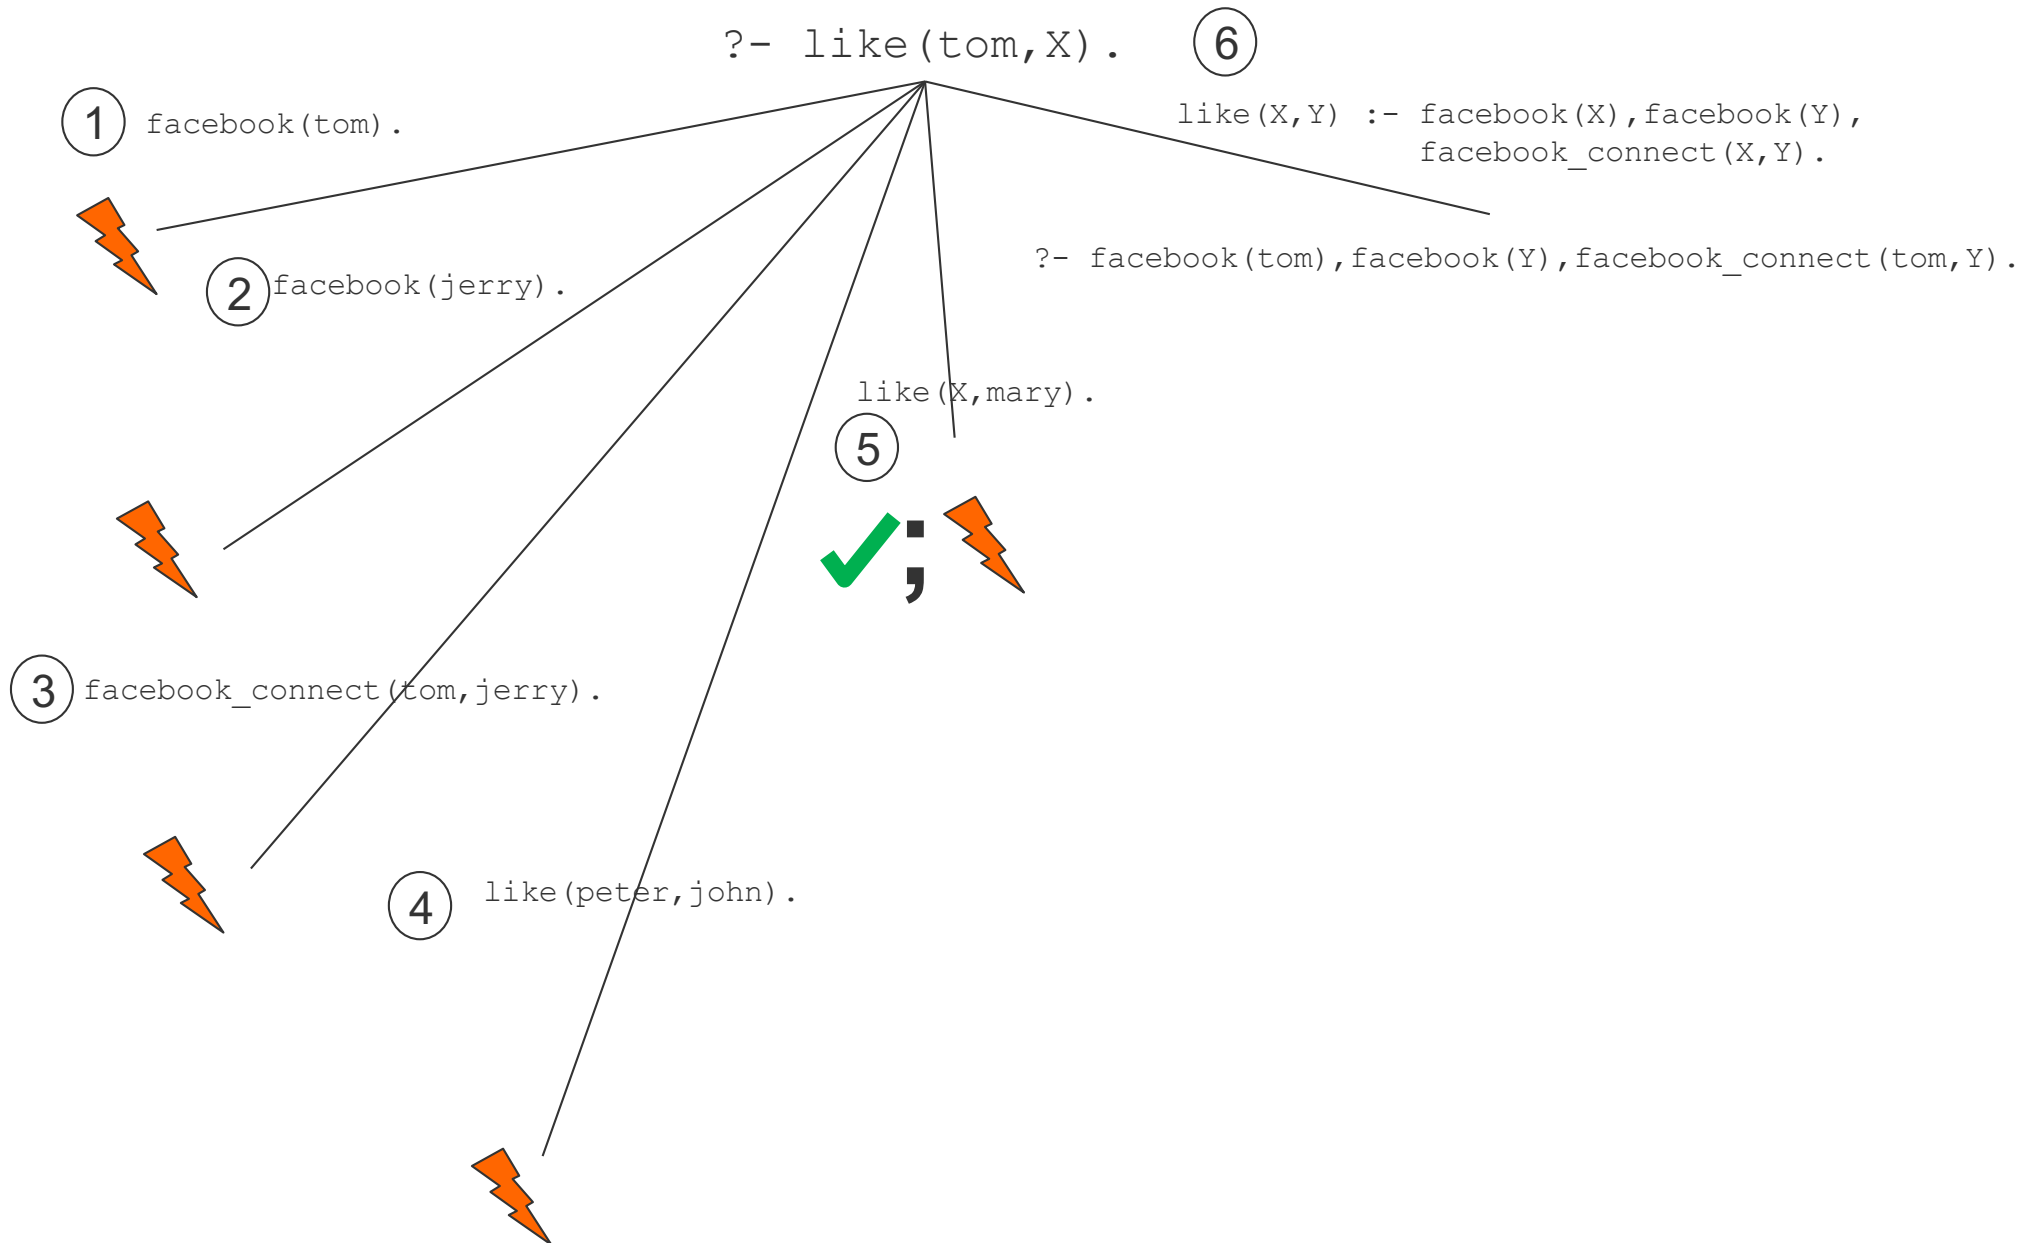 ?- like(tom,X).
6
1
facebook(tom).
like(X,Y) :- facebook(X),facebook(Y),
facebook_connect(X,Y).
2
facebook(jerry).
?- facebook(tom),facebook(Y),facebook_connect(tom,Y).
like(X,mary).
5
;
3
facebook_connect(tom,jerry).
4
like(peter,john).